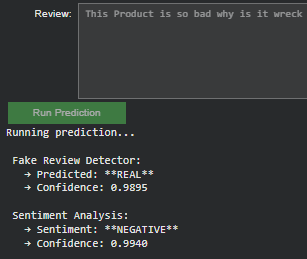 Review: This Product is so bad why is it wreck
Run Prediction
Running prediction...
Fake Review Detector:
→ Predicted: **REAL**
→ Confidence: 0.9895
Sentiment Analysis:
→ Sentiment: **NEGATIVE**
→ Confidence: 0.9940